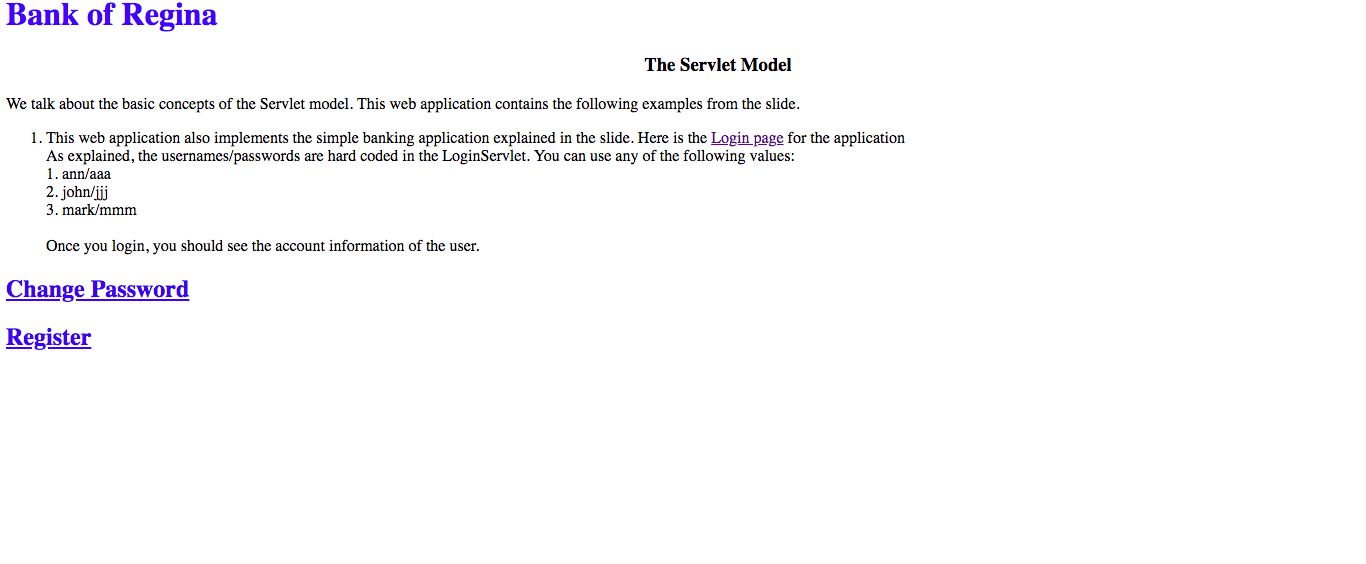 Bank of Regina
The Servlet Model
We talk about the basic concepts of the Servlet model. This web application contains the following examples from the slide.
1. This web application also implements the simple banking application explained in the slide. Here is the Login page for the application
As explained, the usernames/passwords are hard coded in the LoginServlet. You can use any of the following values:
1. ann/aaa
2. john/jjj
3. mark/mmm
Once you login, you should see the account information of the user.
Change Password
Register